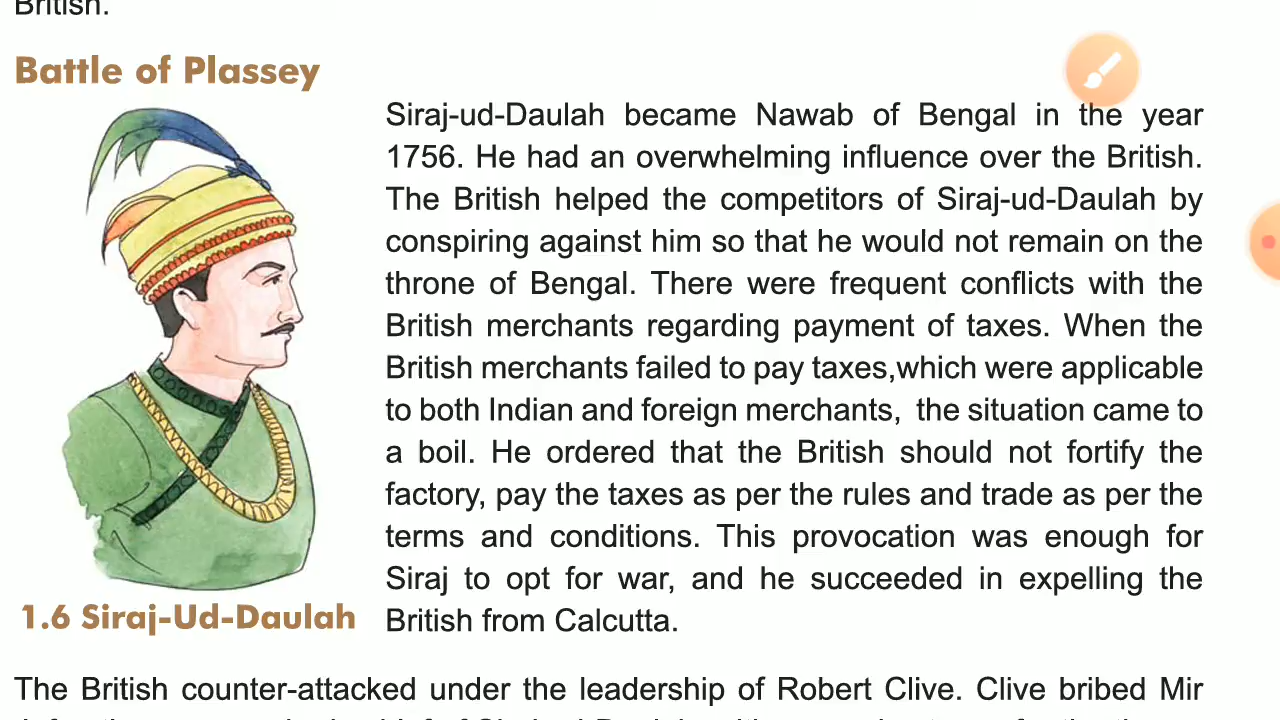 British.
Battle of Plassey
Siraj-ud-Daulah became Nawab of Bengal in the year
1756. He had an overwhelming influence over the British.
The British helped the competitors of Siraj-ud-Daulah by
conspiring against him so that he would not remain on the
throne of Bengal. There were frequent conflicts with the
British merchants regarding payment of taxes. When the
British merchants failed to pay taxes,which were applicable
to both Indian and foreign merchants, the situation came to
a boil. He ordered that the British should not fortify the
factory, pay the taxes as per the rules and trade as per the
terms and conditions. This provocation was enough for
Siraj to opt for war, and he succeeded in expelling the
British from Calcutta.
1.6 Siraj-Ud-Daulah
The British counter-attacked under the leadership of Robert Clive. Clive bribed Mir